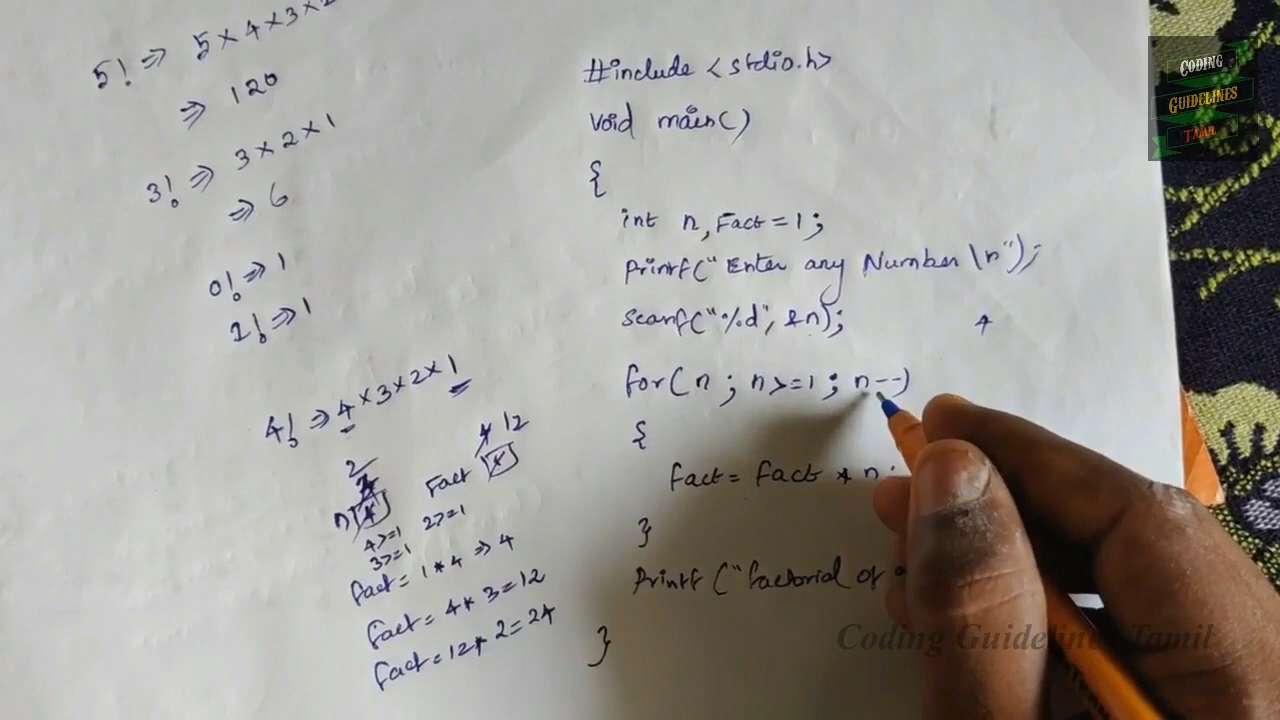 5! ⇒ 5 × 4 × 3 × 2
⇒ 120
3! ⇒ 3 × 2 × 1
⇒ 6
0! ⇒ 1
1! ⇒ 1
4! ⇒ 4 × 3 × 2 × 1
2
n
4 12
Fact
4>=1
3>=1
2>=1
fact = 1 * 4 ⇒ 4
fact = 4 * 3 = 12
fact = 12 * 2 = 24
#include <stdio.h>
void main()
{
int n, Fact = 1;
Printf("Enter any Number \n");
scanf("%d", &n);
4
for(n ; n>=1 ; n--)
{
fact = fact * n
}
Printf ("factorial of
}
CODING
GUIDELINES
TAMIL
Coding Guidelines Tamil